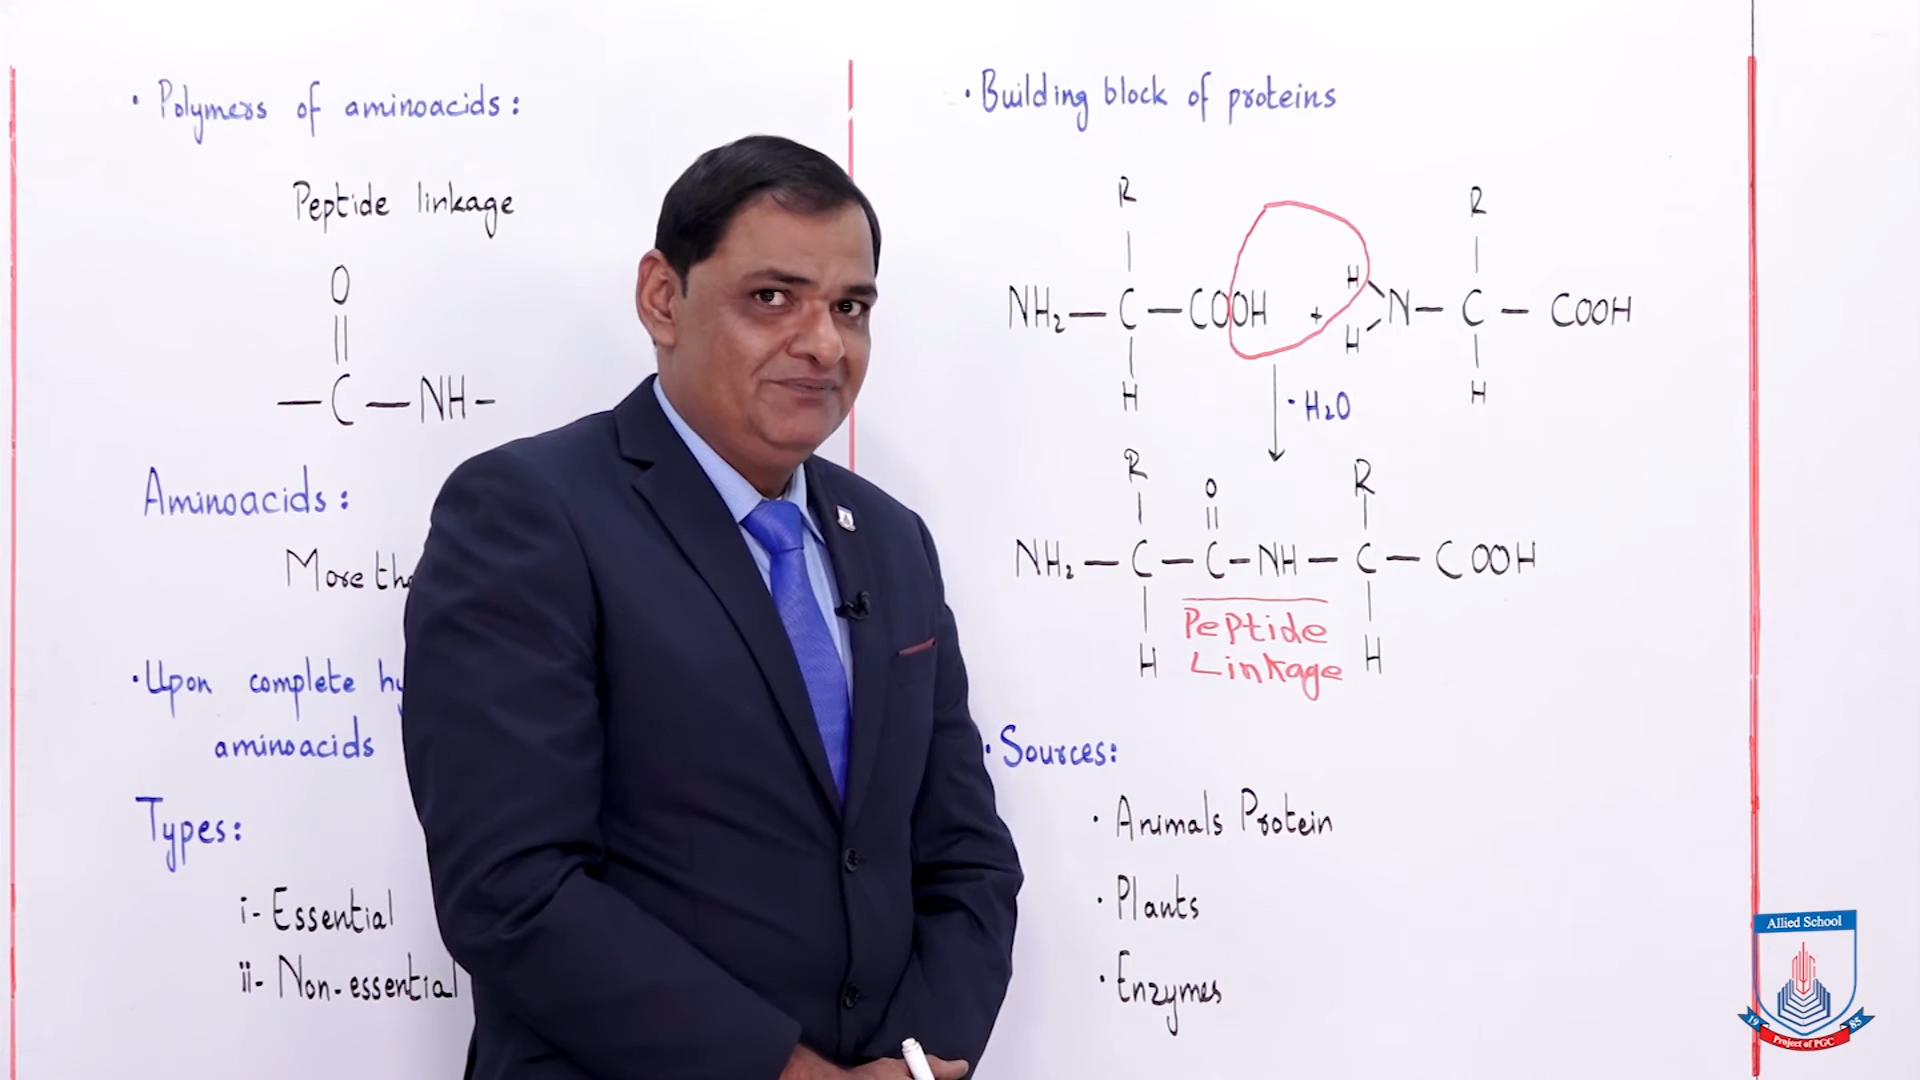 · Polymers of aminoacids:
Peptide linkage
O
||
— C — NH -
Aminoacids:
More
· Upon complete
aminoacids
Types:
i- Essential
ii- Non-essential
· Building block of proteins
R R
| |
NH₂ — C — COOH + H H N — C — COOH
| |
H H
· H₂O
R O R
| || |
NH₂ — C — C - NH — C — COOH
| |
H H
Peptide
Linkage
· Sources:
· Animals Protein
· Plants
· Enzymes
Allied School
19 85
Project of PGC